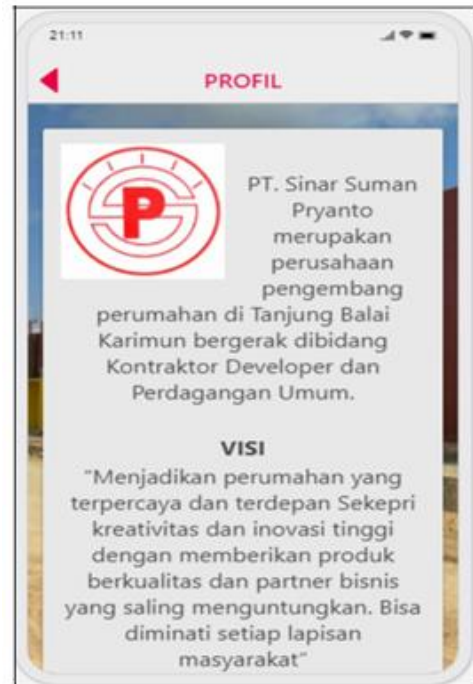 21:11
PROFIL
P
PT. Sinar Suman
Pryanto
merupakan
perusahaan
pengembang
perumahan di Tanjung Balai
Karimun bergerak dibidang
Kontraktor Developer dan
Perdagangan Umum.
VISI
"Menjadikan perumahan yang
terpercaya dan terdepan Sekepri
kreativitas dan inovasi tinggi
dengan memberikan produk
berkualitas dan partner bisnis
yang saling menguntungkan. Bisa
diminati setiap lapisan
masyarakat"